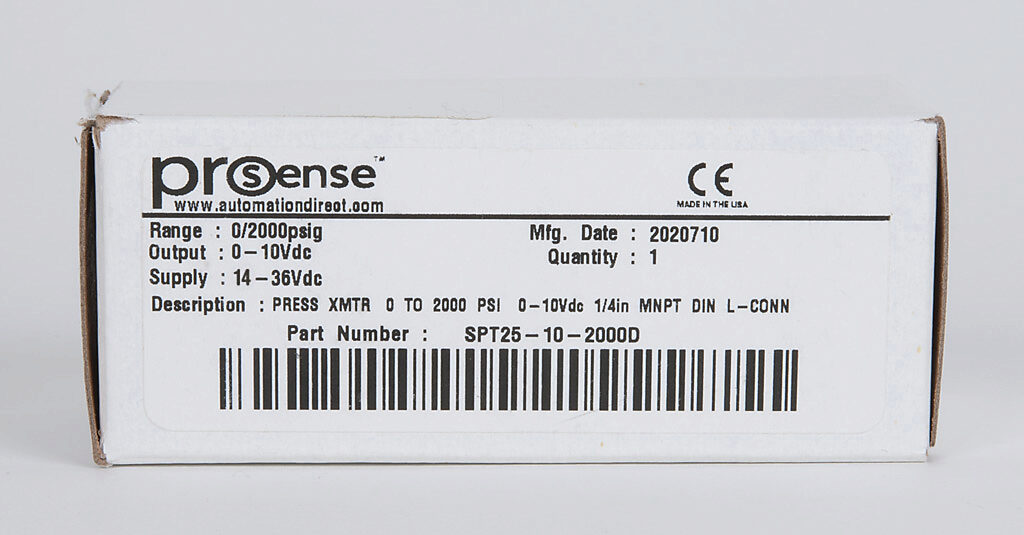 prosense™
CE
www.automationdirect.com
MADE IN THE USA
Range : 0/2000psig
Mfg. Date : 2020710
Output : 0-10Vdc
Quantity : 1
Supply : 14-36Vdc
Description : PRESS XMTR 0 TO 2000 PSI 0-10Vdc 1/4in MNPT DIN L-CONN
Part Number : SPT25-10-2000D